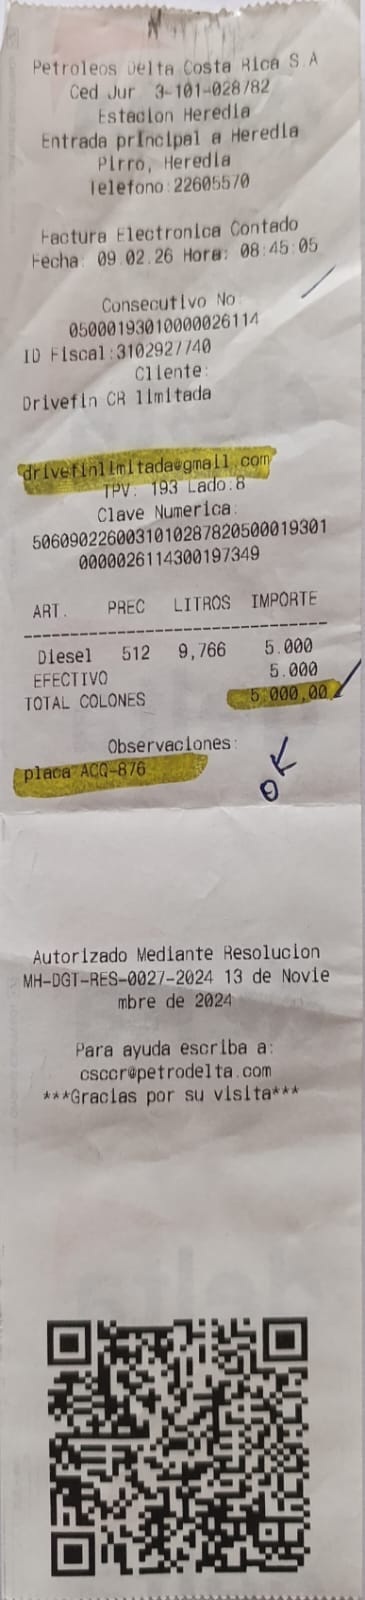 Petroleos Delta Costa Rica S.A
Ced Jur 3-101-028782
Estacion Heredia
Entrada principal a Heredia
Pirro, Heredia
Telefono:22605570
Factura Electronica Contado
Fecha: 09.02.26 Hora: 08:45:05
Consecutivo No:
05000193010000026114
ID Fiscal:3102927740
Cliente:
Drivefin CR limitada
drivefinlimitada@gmail.com
TPV: 193 Lado:8
Clave Numerica:
5060902260031010287820500019301
0000026114300197349
ART. PREC LITROS IMPORTE
--------------------------------
Diesel 512 9,766 5.000
EFECTIVO 5.000
TOTAL COLONES 5.000,00
Observaciones:
placa ACQ-876
OK
Autorizado Mediante Resolucion
MH-DGT-RES-0027-2024 13 de Novie
mbre de 2024
Para ayuda escriba a:
csccr@petrodelta.com
***Gracias por su visita***